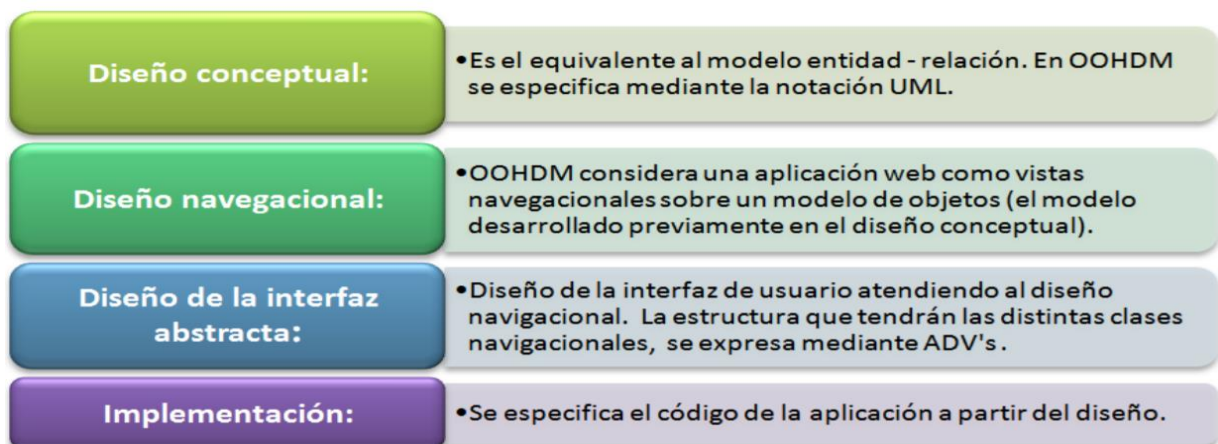 Diseño conceptual:
•Es el equivalente al modelo entidad - relación. En OOHDM
se especifica mediante la notación UML.
Diseño navegacional:
•OOHDM considera una aplicación web como vistas
navegacionales sobre un modelo de objetos (el modelo
desarrollado previamente en el diseño conceptual).
Diseño de la interfaz
abstracta:
•Diseño de la interfaz de usuario atendiendo al diseño
navigacional. La estructura que tendrán las distintas clases
navigacionales, se expresa mediante ADV's .
Implementación:
•Se especifica el código de la aplicación a partir del diseño.